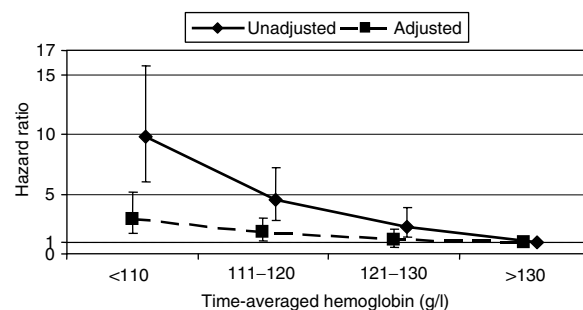 Unadjusted Adjusted
17
15
10
5
1
0
Hazard ratio
<110 111–120 121–130 >130
Time-averaged hemoglobin (g/l)